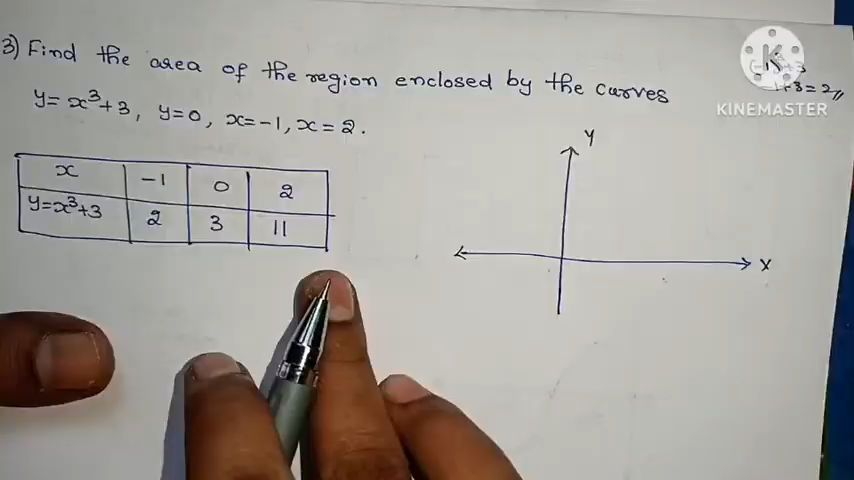 3) Find the area of the region enclosed by the curves
y=x³+3, y=0, x=-1, x=2.
x -1 0 2
y=x³+3 2 3 11
Y
X
K
KINEMASTER